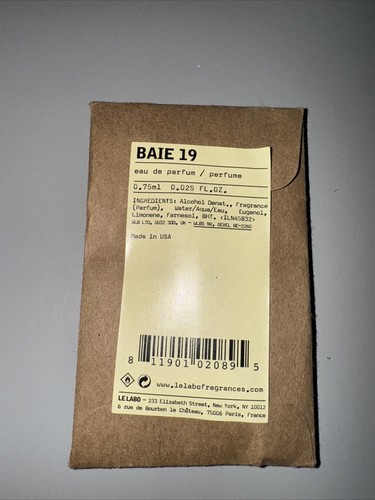 BAIE 19
eau de parfum / perfume
0.75ml 0.025 FL.OZ.
INGREDIENTS: Alcohol Denat., Fragrance
(Parfum), Water/Aqua/Eau, Eugenol,
Limonene, Farnesol, BHT. <ILN45832>
Made in USA
8 11901 02089 5
www.lelabofragrances.com
LE LABO – 233 Elizabeth Street, New York, NY 10012
6 rue de Bourbon le Château, 75006 Paris, France